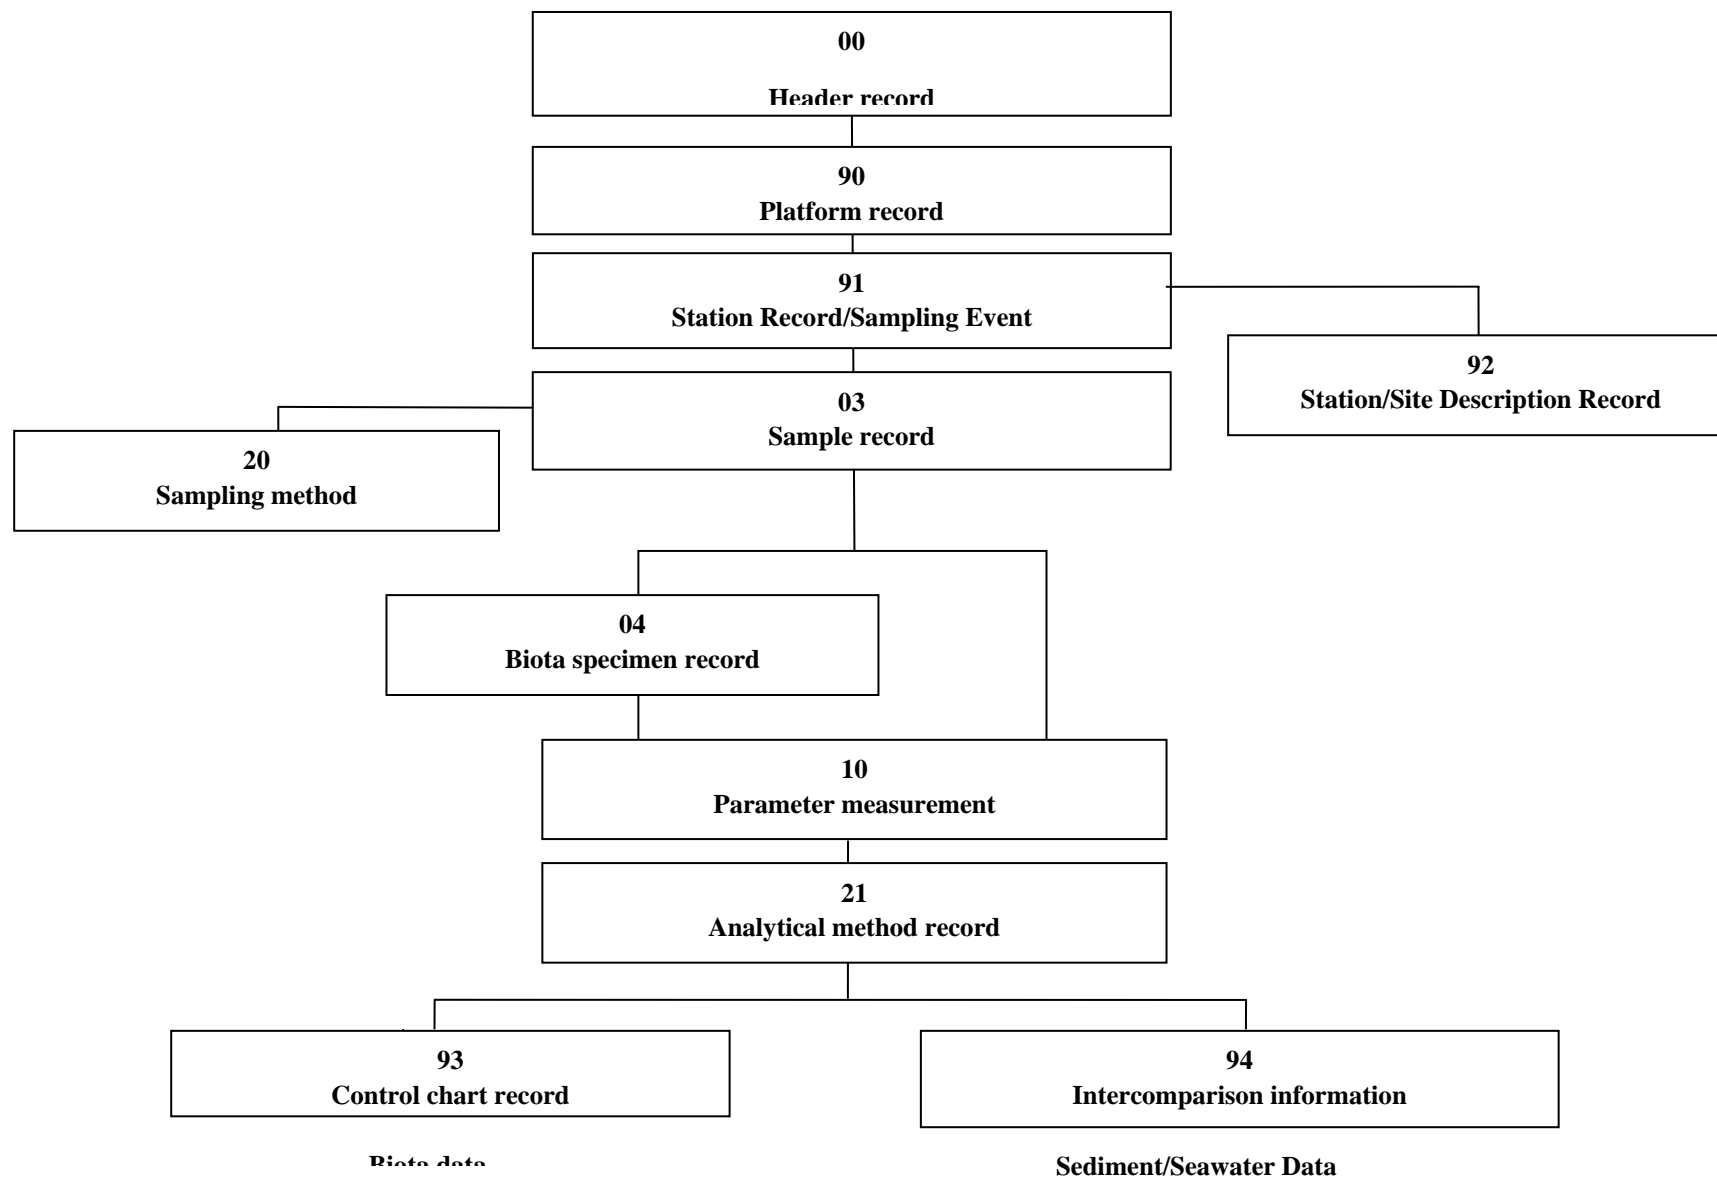 00
Header record
90
Platform record
91
Station Record/Sampling Event
92
Station/Site Description Record
03
Sample record
20
Sampling method
04
Biota specimen record
10
Parameter measurement
21
Analytical method record
93
Control chart record
94
Intercomparison information
Biota data
Sediment/Seawater Data